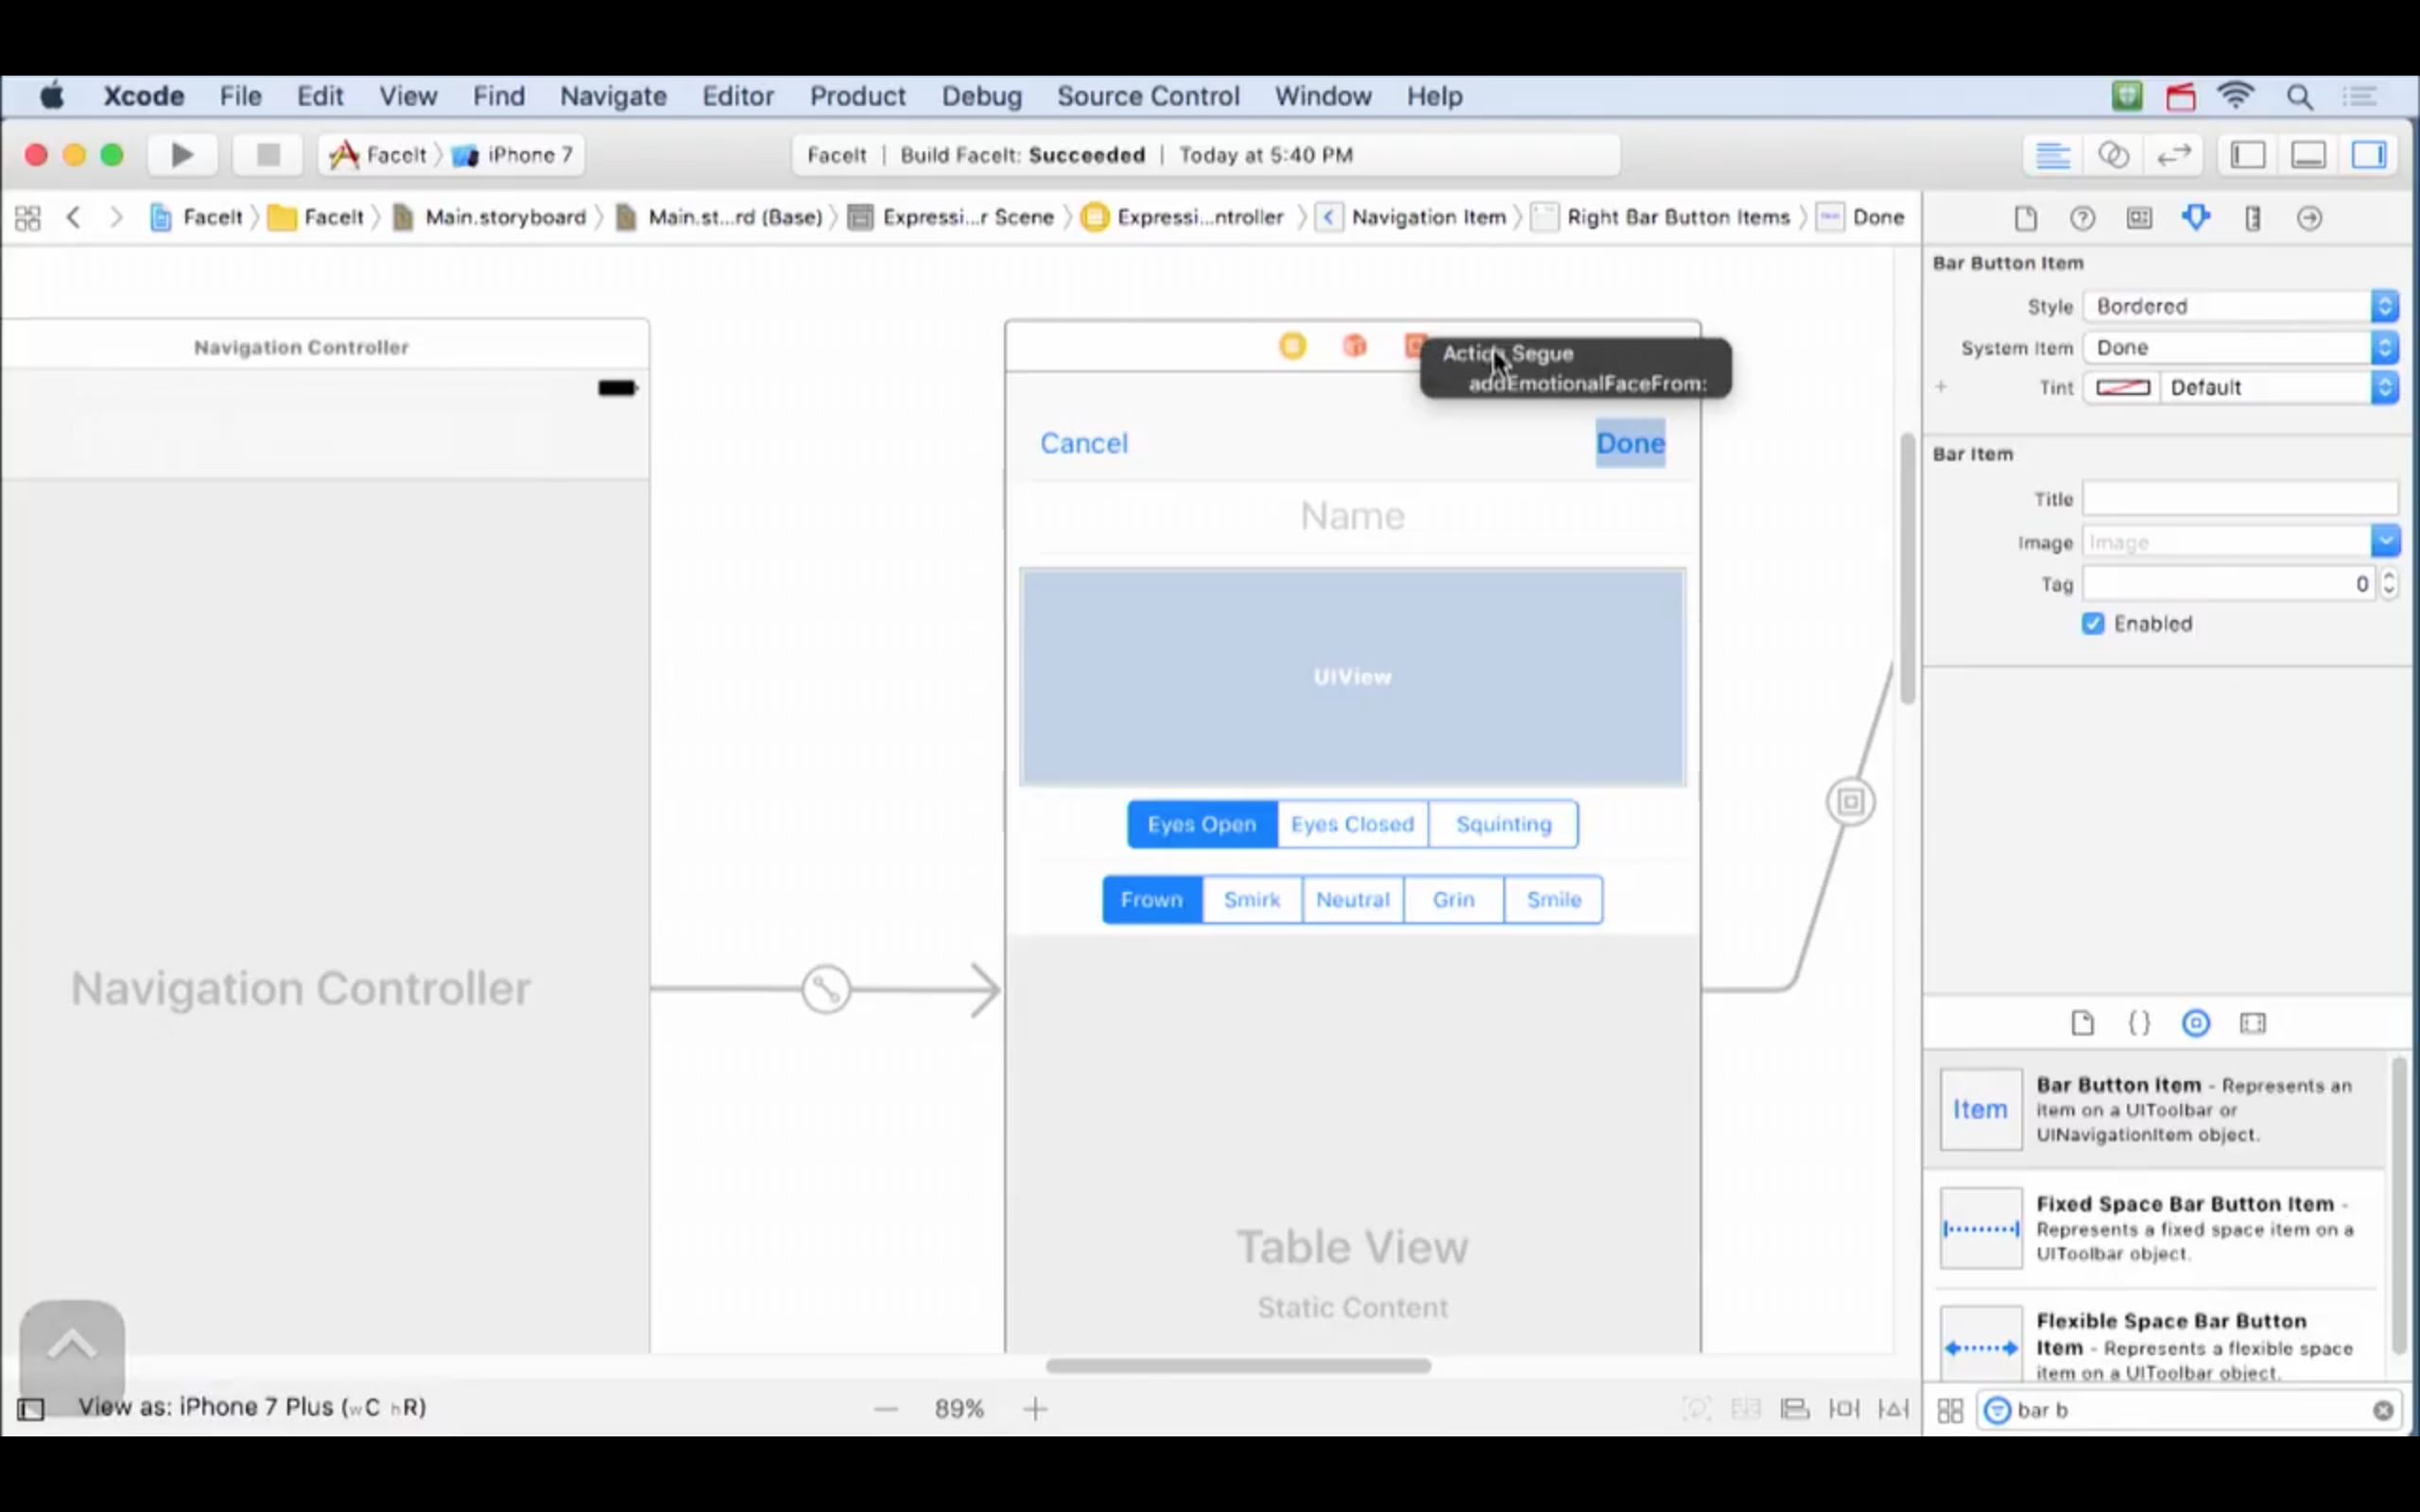 Xcode File Edit View Find Navigate Editor Product Debug Source Control Window Help
FaceIt iPhone 7
FaceIt | Build FaceIt: Succeeded | Today at 5:40 PM
FaceIt FaceIt Main.storyboard Main.st...rd (Base) Expressi...r Scene Expressi...ntroller Navigation Item Right Bar Button Items Done
Navigation Controller
Navigation Controller
Action Segue
addEmotionalFaceFrom:
Cancel
Done
Name
UIView
Eyes Open Eyes Closed Squinting
Frown Smirk Neutral Grin Smile
Table View
Static Content
View as: iPhone 7 Plus (wC hR)
89%
Bar Button Item
Style Bordered
System Item Done
Tint Default
Bar Item
Title
Image Image
Tag 0
Enabled
{ }
Item
Bar Button Item - Represents an
item on a UIToolbar or
UINavigationItem object.
Fixed Space Bar Button Item -
Represents a fixed space item on a
UIToolbar object.
Flexible Space Bar Button
Item - Represents a flexible space
item on a UIToolbar object.
bar b